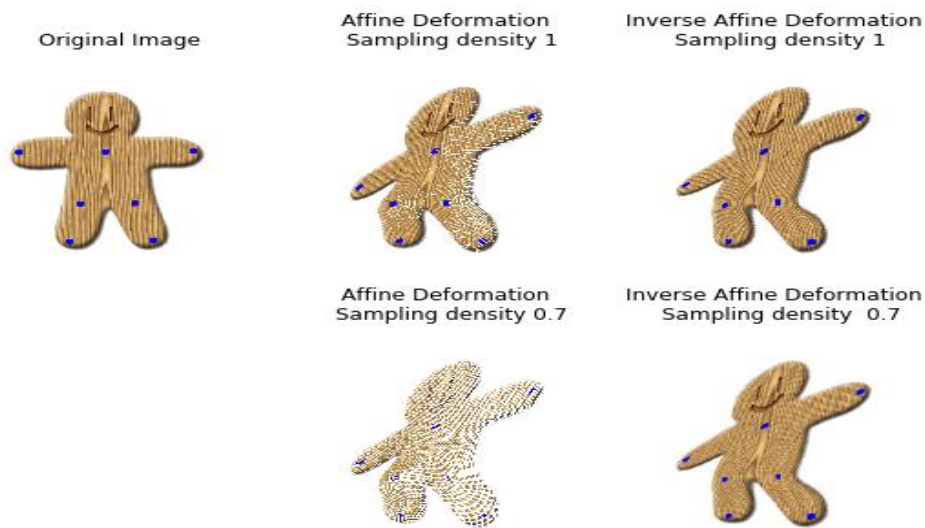 Original Image
Affine Deformation
Sampling density 1
Inverse Affine Deformation
Sampling density 1
Affine Deformation
Sampling density 0.7
Inverse Affine Deformation
Sampling density 0.7